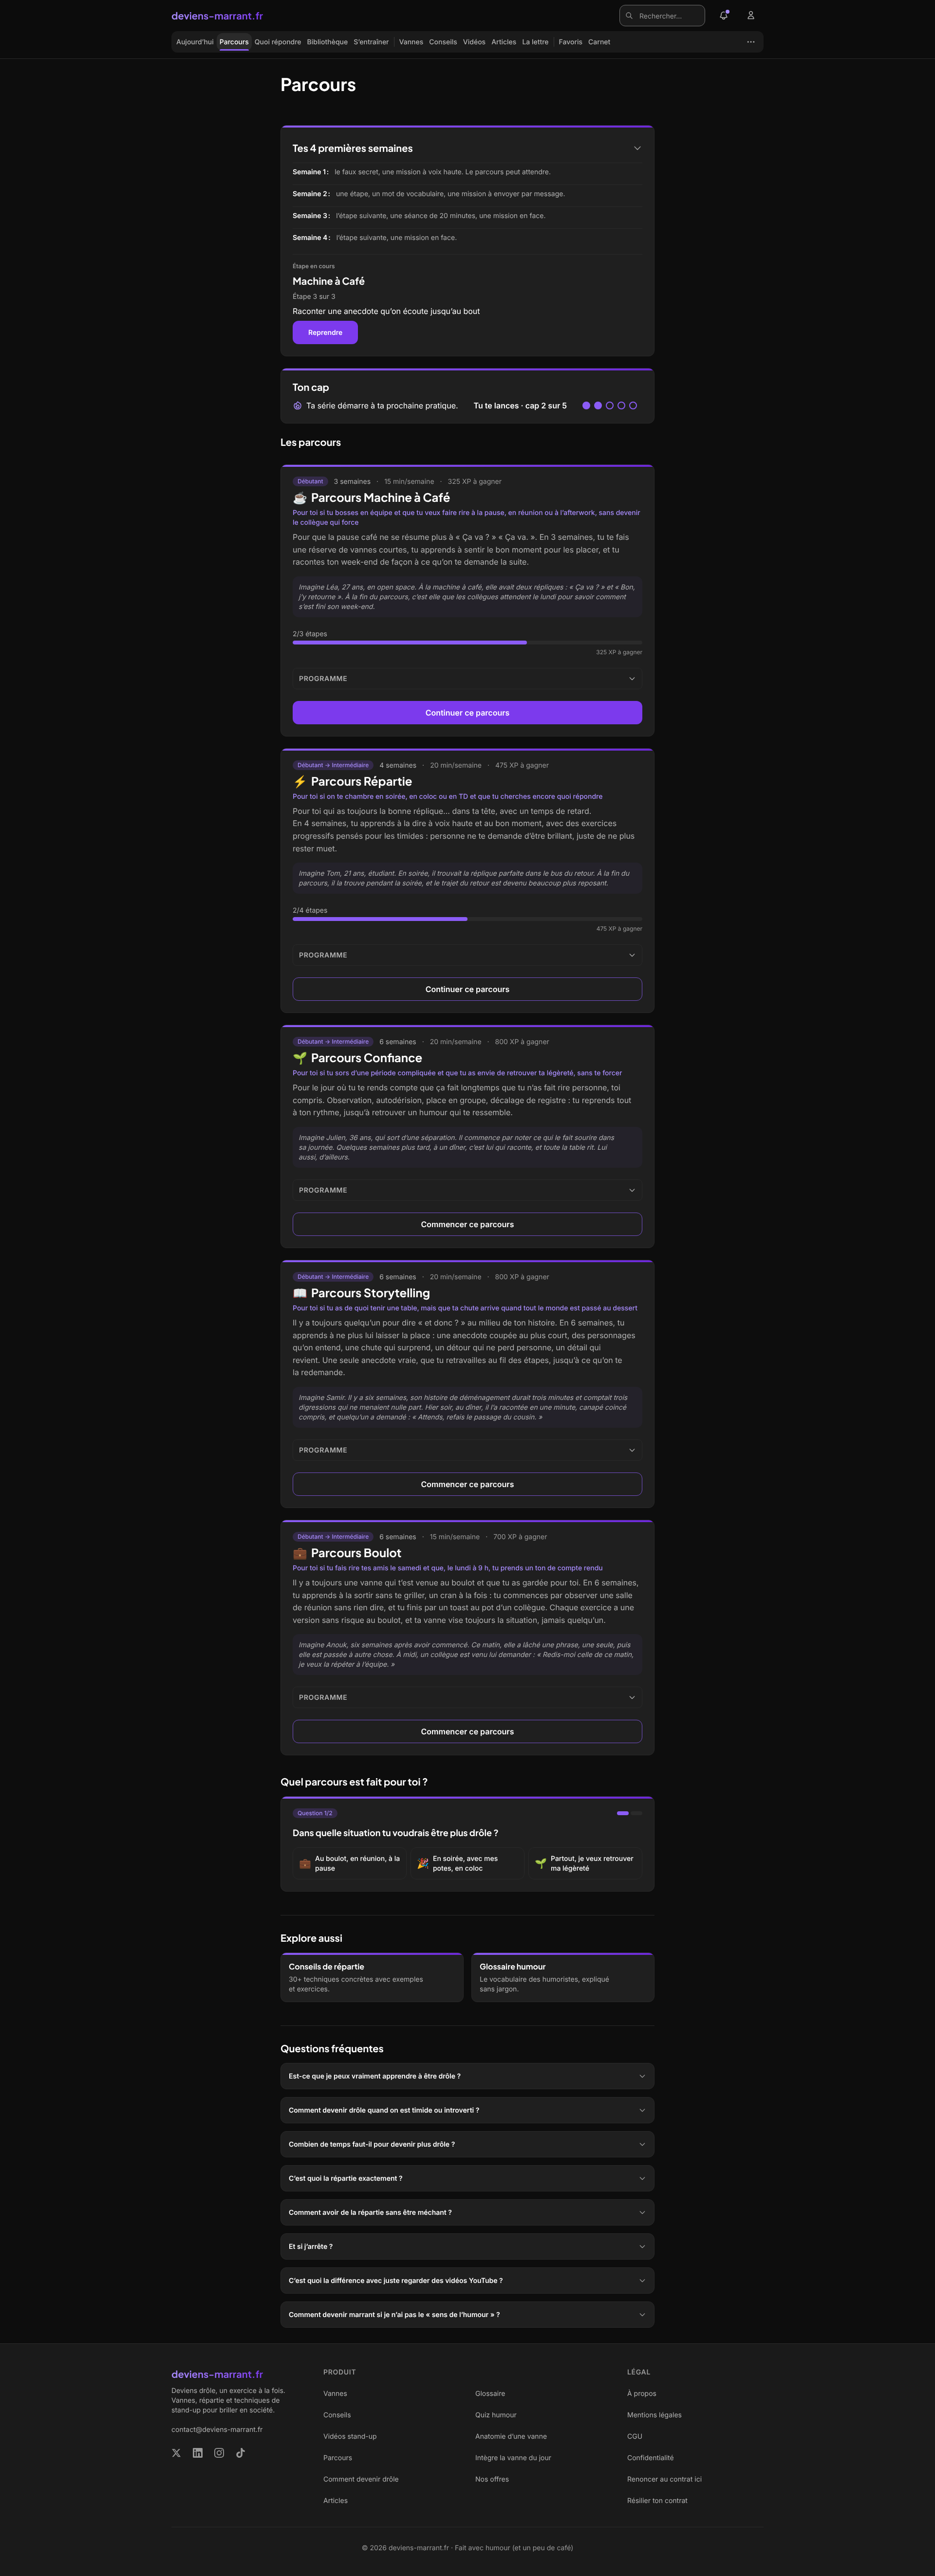 deviens-marrant.fr
Rechercher...
Aujourd'hui Parcours Quoi répondre Bibliothèque S'entraîner Vannes Conseils Vidéos Articles La lettre Favoris Carnet
Parcours
Tes 4 premières semaines
Semaine 1 : le faux secret, une mission à voix haute. Le parcours peut attendre.
Semaine 2 : une étape, un mot de vocabulaire, une mission à envoyer par message.
Semaine 3 : l'étape suivante, une séance de 20 minutes, une mission en face.
Semaine 4 : l'étape suivante, une mission en face.
Étape en cours
Machine à Café
Étape 3 sur 3
Raconter une anecdote qu'on écoute jusqu'au bout
Reprendre
Ton cap
Ta série démarre à ta prochaine pratique. Tu te lances · cap 2 sur 5
Les parcours
Débutant 3 semaines · 15 min/semaine · 325 XP à gagner
☕ Parcours Machine à Café
Pour toi si tu bosses en équipe et que tu veux faire rire à la pause, en réunion ou à l'afterwork, sans devenir
le collègue qui force
Pour que la pause café ne se résume plus à « Ça va ? » « Ça va. ». En 3 semaines, tu te fais
une réserve de vannes courtes, tu apprends à sentir le bon moment pour les placer, et tu
racontes ton week-end de façon à ce qu'on te demande la suite.
Imagine Léa, 27 ans, en open space. À la machine à café, elle avait deux répliques : « Ça va ? » et « Bon,
j'y retourne ». À la fin du parcours, c'est elle que les collègues attendent le lundi pour savoir comment
s'est fini son week-end.
2/3 étapes
325 XP à gagner
PROGRAMME
Continuer ce parcours
Débutant → Intermédiaire 4 semaines · 20 min/semaine · 475 XP à gagner
⚡ Parcours Répartie
Pour toi si on te chambre en soirée, en coloc ou en TD et que tu cherches encore quoi répondre
Pour toi qui as toujours la bonne réplique… dans ta tête, avec un temps de retard.
En 4 semaines, tu apprends à la dire à voix haute et au bon moment, avec des exercices
progressifs pensés pour les timides : personne ne te demande d'être brillant, juste de ne plus
rester muet.
Imagine Tom, 21 ans, étudiant. En soirée, il trouvait la réplique parfaite dans le bus du retour. À la fin du
parcours, il la trouve pendant la soirée, et le trajet du retour est devenu beaucoup plus reposant.
2/4 étapes
475 XP à gagner
PROGRAMME
Continuer ce parcours
Débutant → Intermédiaire 6 semaines · 20 min/semaine · 800 XP à gagner
🌱 Parcours Confiance
Pour toi si tu sors d'une période compliquée et que tu as envie de retrouver ta légèreté, sans te forcer
Pour le jour où tu te rends compte que ça fait longtemps que tu n'as fait rire personne, toi
compris. Observation, autodérision, place en groupe, décalage de registre : tu reprends tout
à ton rythme, jusqu'à retrouver un humour qui te ressemble.
Imagine Julien, 36 ans, qui sort d'une séparation. Il commence par noter ce qui le fait sourire dans
sa journée. Quelques semaines plus tard, à un dîner, c'est lui qui raconte, et toute la table rit. Lui
aussi, d'ailleurs.
PROGRAMME
Commencer ce parcours
Débutant → Intermédiaire 6 semaines · 20 min/semaine · 800 XP à gagner
📖 Parcours Storytelling
Pour toi si tu as de quoi tenir une table, mais que ta chute arrive quand tout le monde est passé au dessert
Il y a toujours quelqu'un pour dire « et donc ? » au milieu de ton histoire. En 6 semaines, tu
apprends à ne plus lui laisser la place : une anecdote coupée au plus court, des personnages
qu'on entend, une chute qui surprend, un détour qui ne perd personne, un détail qui
revient. Une seule anecdote vraie, que tu retravailles au fil des étapes, jusqu'à ce qu'on te
la redemande.
Imagine Samir. Il y a six semaines, son histoire de déménagement durait trois minutes et comptait trois
digressions qui ne menaient nulle part. Hier soir, au dîner, il l'a racontée en une minute, canapé coincé
compris, et quelqu'un a demandé : « Attends, refais le passage du cousin. »
PROGRAMME
Commencer ce parcours
Débutant → Intermédiaire 6 semaines · 15 min/semaine · 700 XP à gagner
💼 Parcours Boulot
Pour toi si tu fais rire tes amis le samedi et que, le lundi à 9 h, tu prends un ton de compte rendu
Il y a toujours une vanne qui t'est venue au boulot et que tu as gardée pour toi. En 6 semaines,
tu apprends à la sortir sans te griller, un cran à la fois : tu commences par observer une salle
de réunion sans rien dire, et tu finis par un toast au pot d'un collègue. Chaque exercice a une
version sans risque au boulot, et ta vanne vise toujours la situation, jamais quelqu'un.
Imagine Anouk, six semaines après avoir commencé. Ce matin, elle a lâché une phrase, une seule, puis
elle est passée à autre chose. À midi, un collègue est venu lui demander : « Redis-moi celle de ce matin,
je veux la répéter à l'équipe. »
PROGRAMME
Commencer ce parcours
Quel parcours est fait pour toi ?
Question 1/2
Dans quelle situation tu voudrais être plus drôle ?
💼 Au boulot, en réunion, à la
pause
🎉 En soirée, avec mes
potes, en coloc
🌱 Partout, je veux retrouver
ma légèreté
Explore aussi
Conseils de répartie
30+ techniques concrètes avec exemples
et exercices.
Glossaire humour
Le vocabulaire des humoristes, expliqué
sans jargon.
Questions fréquentes
Est-ce que je peux vraiment apprendre à être drôle ?
Comment devenir drôle quand on est timide ou introverti ?
Combien de temps faut-il pour devenir plus drôle ?
C'est quoi la répartie exactement ?
Comment avoir de la répartie sans être méchant ?
Et si j'arrête ?
C'est quoi la différence avec juste regarder des vidéos YouTube ?
Comment devenir marrant si je n'ai pas le « sens de l'humour » ?
deviens-marrant.fr
Deviens drôle, un exercice à la fois.
Vannes, répartie et techniques de
stand-up pour briller en société.
contact@deviens-marrant.fr
PRODUIT
Vannes
Conseils
Vidéos stand-up
Parcours
Comment devenir drôle
Articles
Glossaire
Quiz humour
Anatomie d'une vanne
Intègre la vanne du jour
Nos offres
LÉGAL
À propos
Mentions légales
CGU
Confidentialité
Renoncer au contrat ici
Résilier ton contrat
© 2026 deviens-marrant.fr · Fait avec humour (et un peu de café)